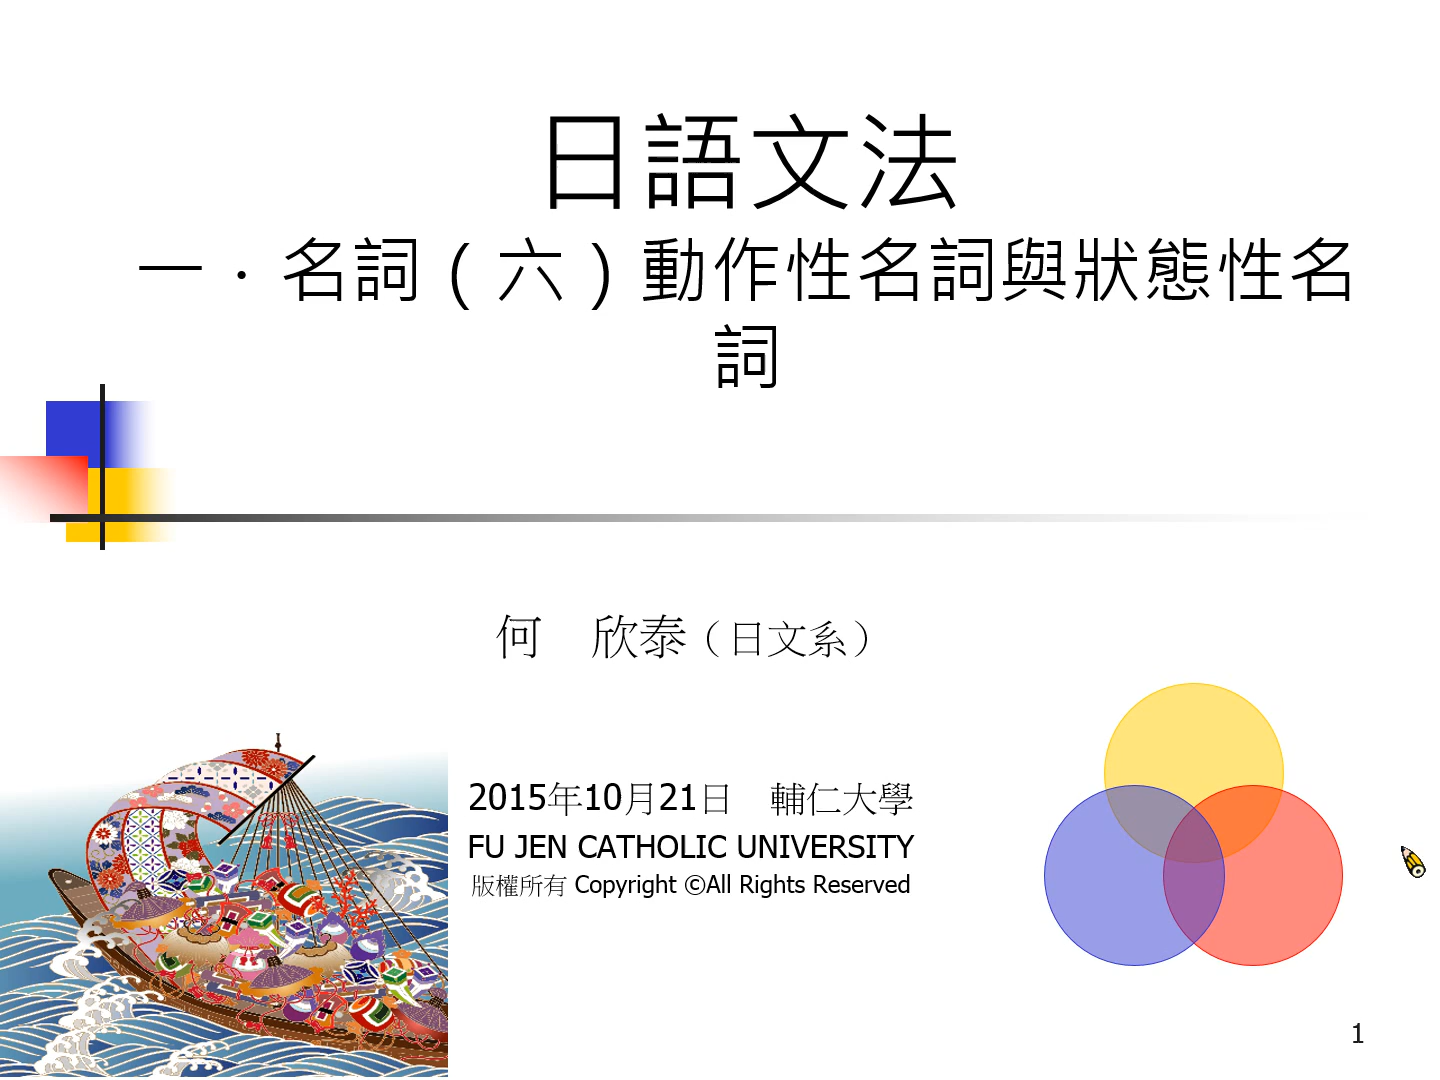 日語文法
一．名詞（六）動作性名詞與狀態性名
詞
何　欣泰（日文系）
2015年10月21日　輔仁大學
FU JEN CATHOLIC UNIVERSITY
版權所有 Copyright ©All Rights Reserved
1